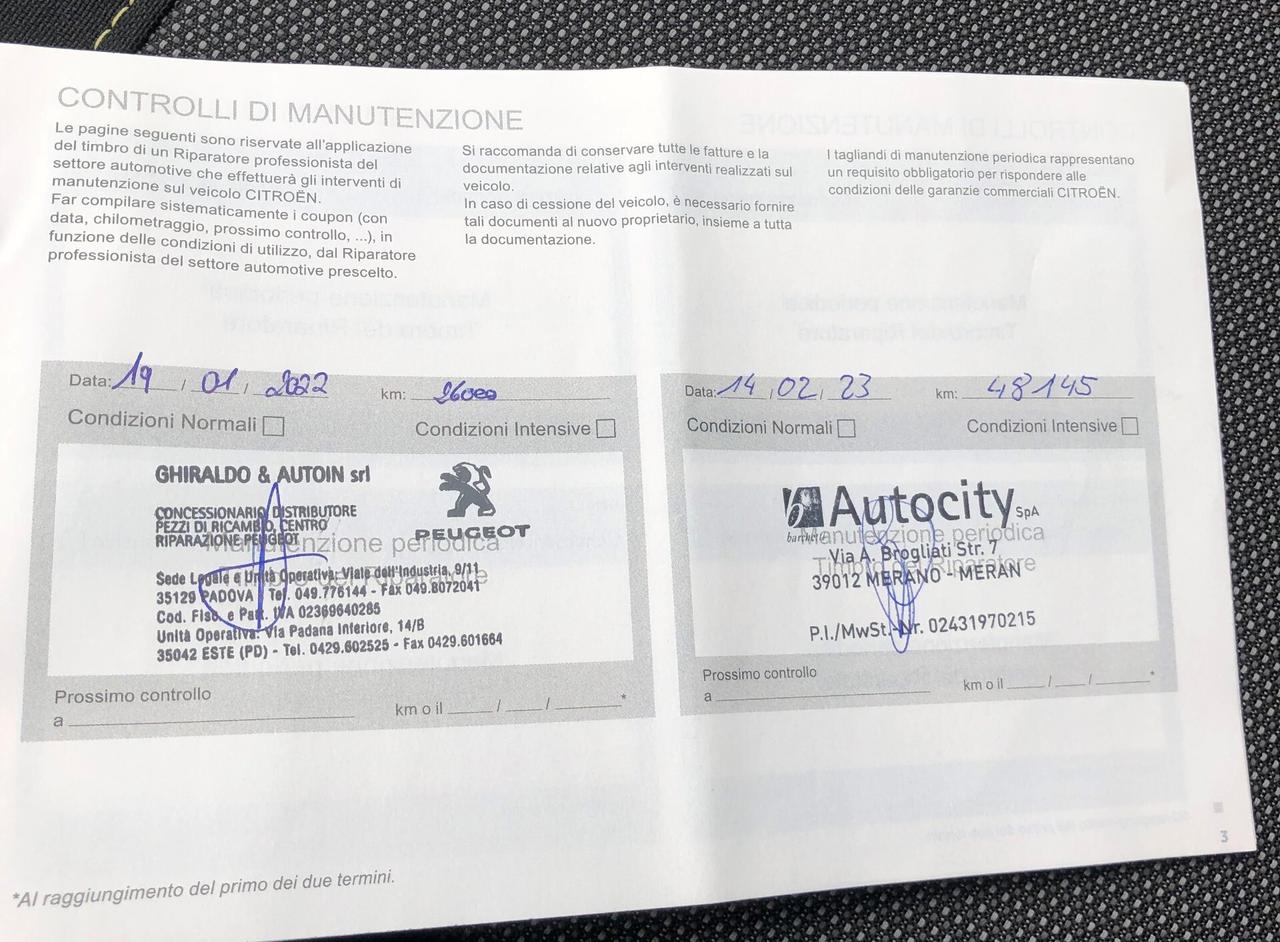 CONTROLLI DI MANUTENZIONE
Le pagine seguenti sono riservate all'applicazione
del timbro di un Riparatore professionista del
settore automotive che effettuerà gli interventi di
manutenzione sul veicolo CITROËN.
Far compilare sistematicamente i coupon (con
data, chilometraggio, prossimo controllo, ...), in
funzione delle condizioni di utilizzo, dal Riparatore
professionista del settore automotive prescelto.
Si raccomanda di conservare tutte le fatture e la
documentazione relative agli interventi realizzati sul
veicolo.
In caso di cessione del veicolo, è necessario fornire
tali documenti al nuovo proprietario, insieme a tutta
la documentazione.
I tagliandi di manutenzione periodica rappresentano
un requisito obbligatorio per rispondere alle
condizioni delle garanzie commerciali CITROËN.
Data: 19 / 01 / 2022 km: 26000
Condizioni Normali Condizioni Intensive
GHIRALDO & AUTOIN srl
CONCESSIONARIO DISTRIBUTORE
PEZZI DI RICAMBIO, CENTRO
RIPARAZIONE PEUGEOT
PEUGEOT
Manutenzione periodica
Timbro del Riparatore
Sede Legale e Unità Operativa: Viale dell'Industria, 9/11
35129 PADOVA Tel. 049.776144 - Fax 049.8072041
Cod. Fisc. e Part. IVA 02369640285
Unità Operativa: Via Padana Inferiore, 14/B
35042 ESTE (PD) - Tel. 0429.602525 - Fax 0429.601664
Prossimo controllo
a km o il / / *
Data: 14 / 02 / 23 km: 48145
Condizioni Normali Condizioni Intensive
Autocity SpA
Manutenzione periodica
Timbro del Riparatore
Via A. Brogliati Str. 7
39012 MERANO - MERAN
P.I./MwSt.-Nr. 02431970215
Prossimo controllo
a km o il / / *
*Al raggiungimento del primo dei due termini.
3